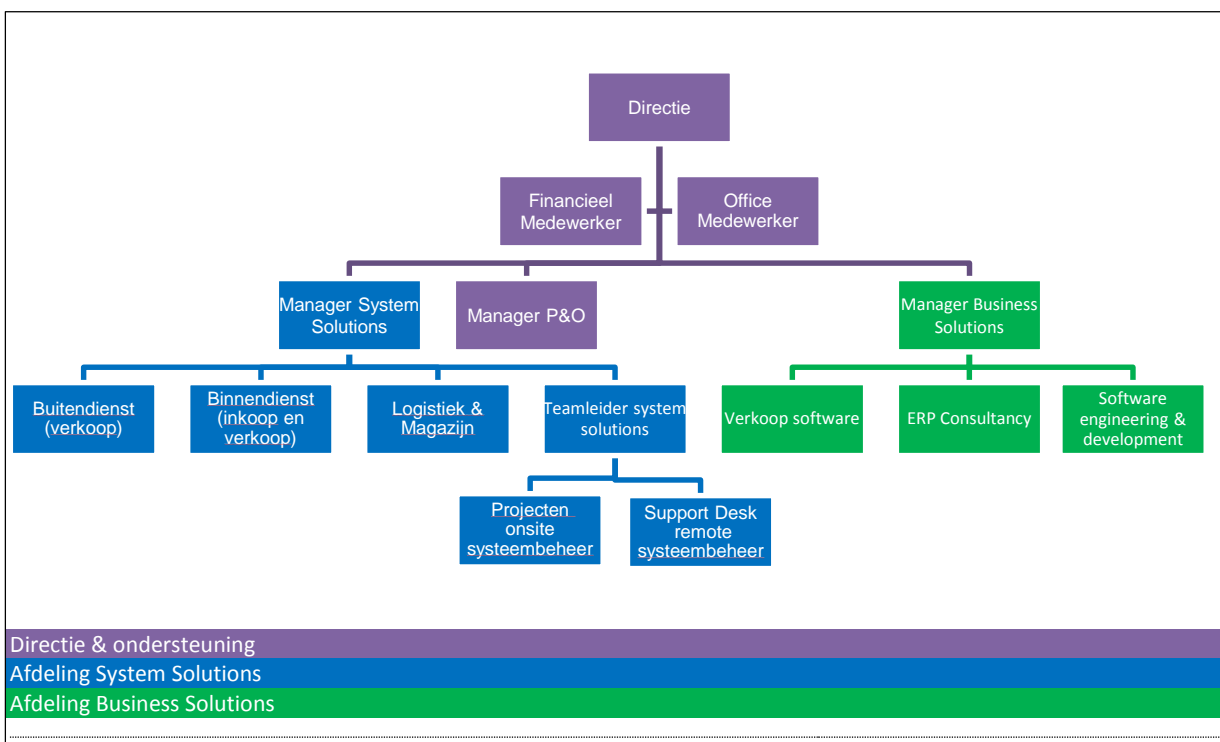 Directie
Financieel
Medewerker
Office
Medewerker
Manager System
Solutions
Manager P&O
Manager Business
Solutions
Buitendienst
(verkoop)
Binnendienst
(inkoop en
verkoop)
Logistiek &
Magazijn
Teamleider system
solutions
Verkoop software
ERP Consultancy
Software
engineering &
development
Projecten
onsite
systeembeheer
Support Desk
remote
systeembeheer
Directie & ondersteuning
Afdeling System Solutions
Afdeling Business Solutions